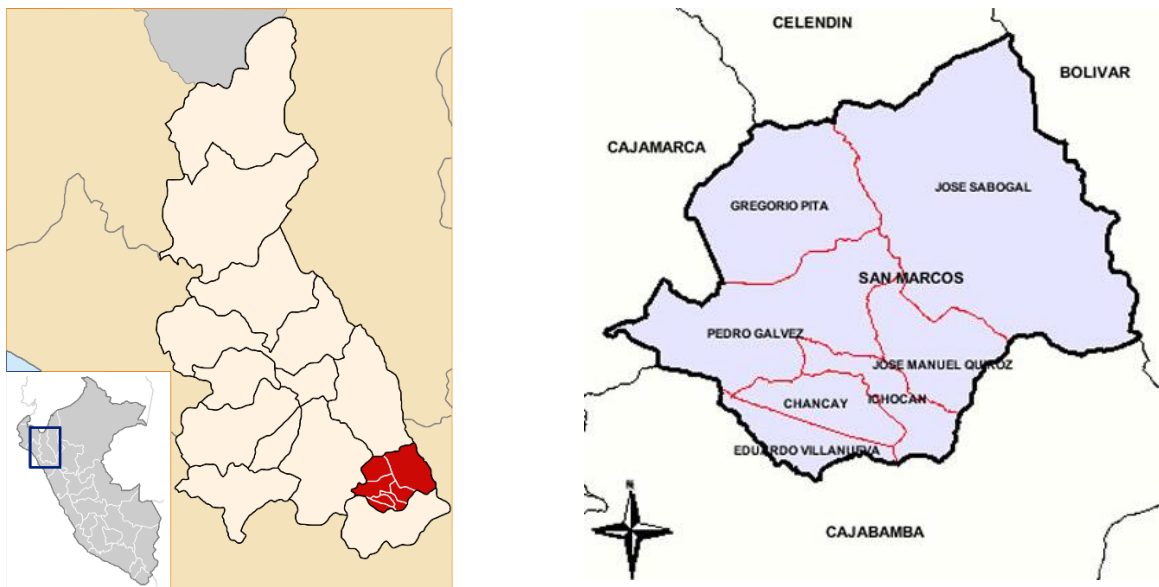 CELENDIN
BOLIVAR
CAJAMARCA
JOSE SABOGAL
GREGORIO PITA
SAN MARCOS
PEDRO GALVEZ
JOSE MANUEL QUIROZ
CHANCAY
ICHOCAN
EDUARDO VILLANUEVA
N
CAJABAMBA